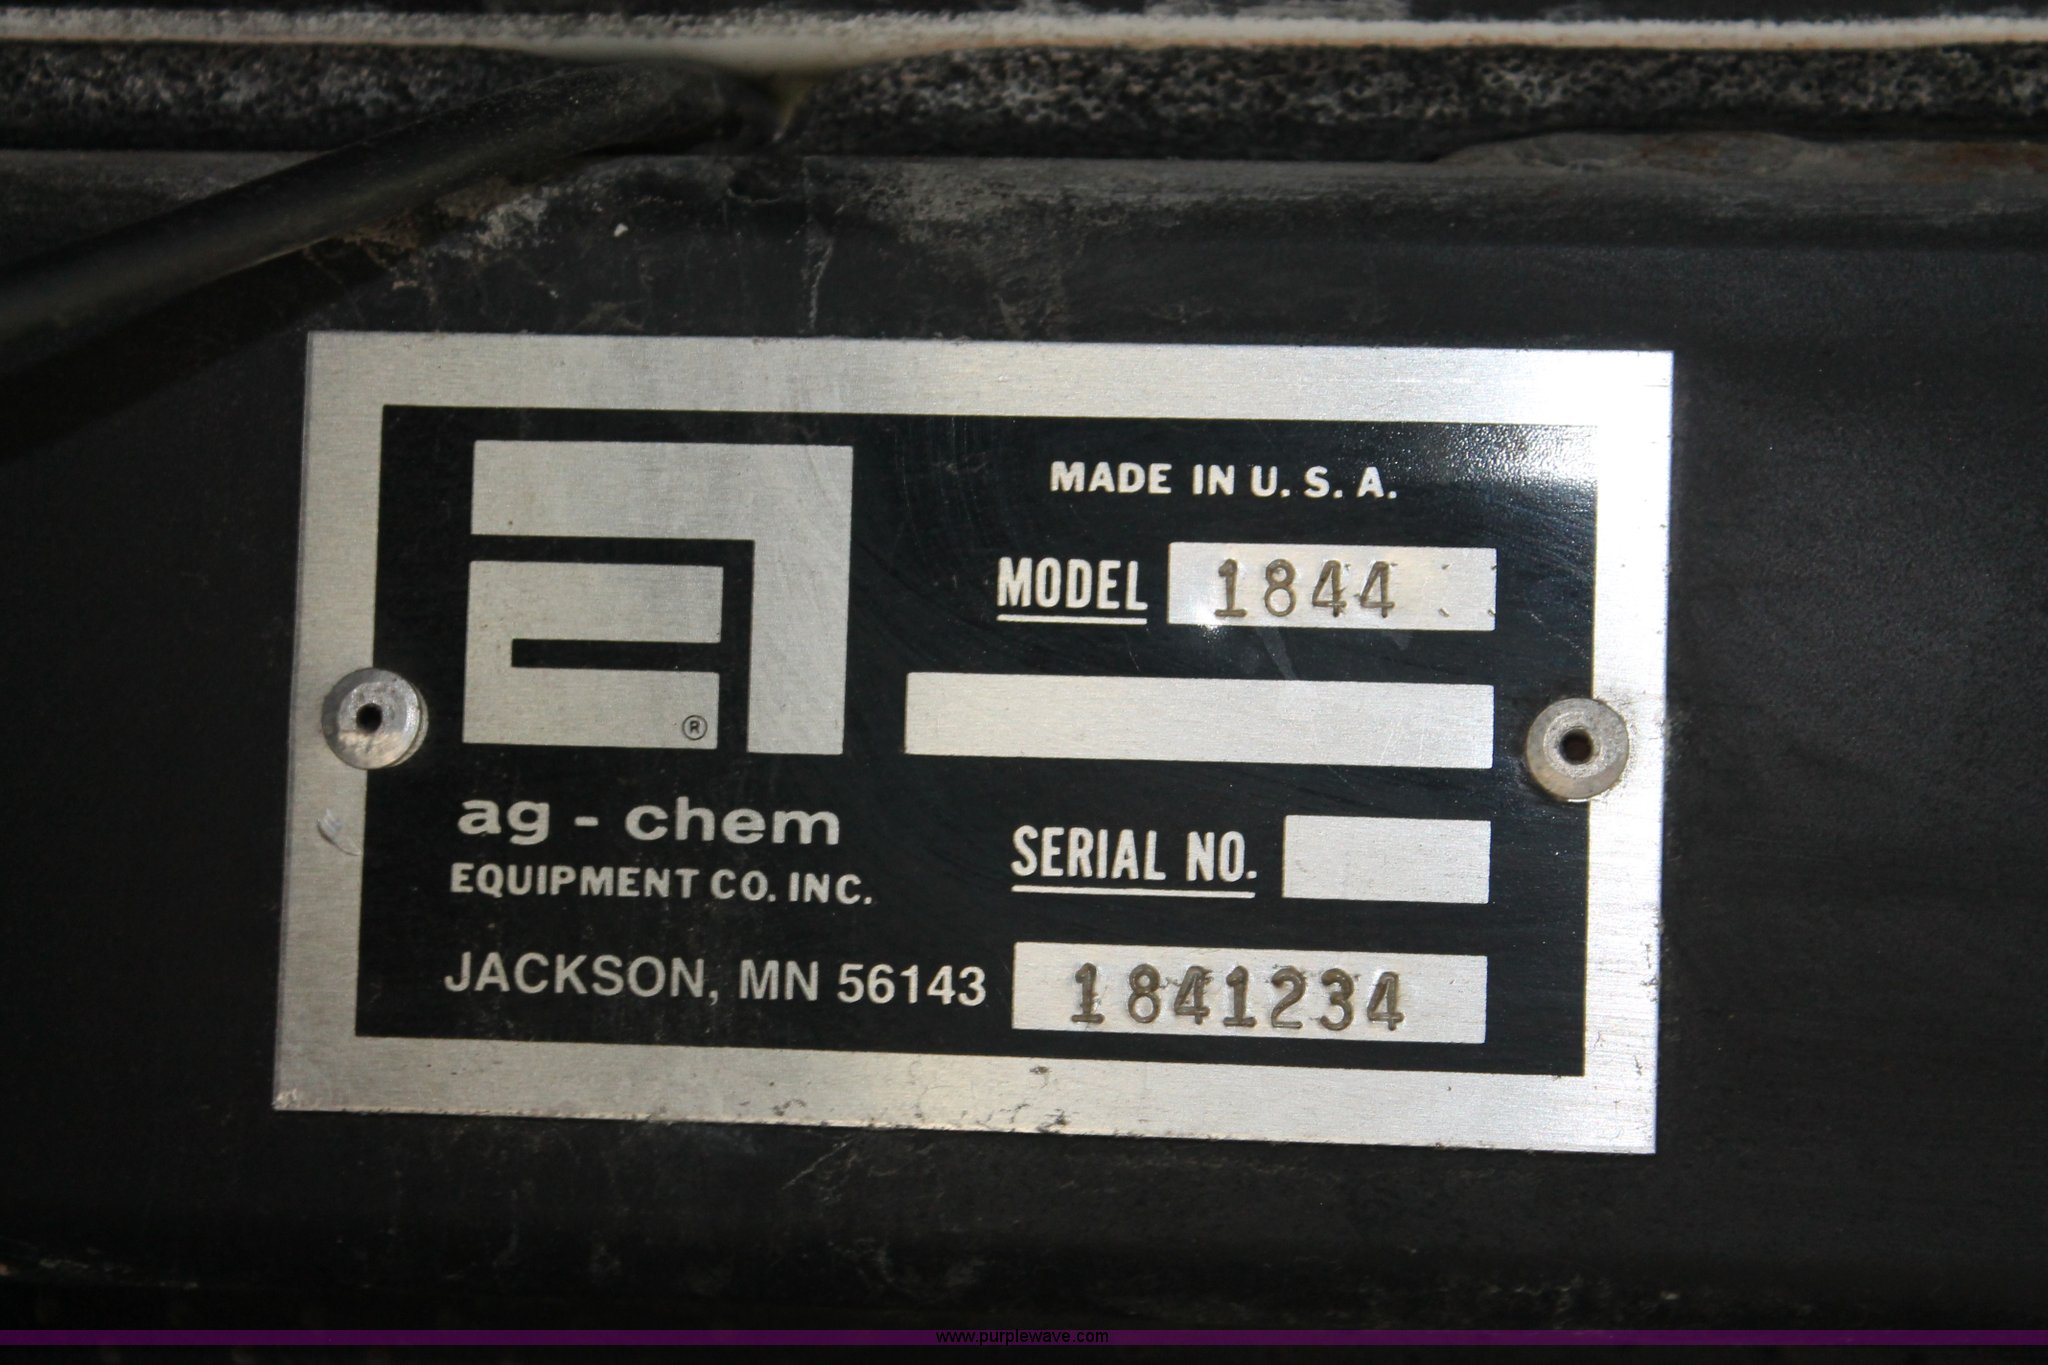 MADE IN U. S. A.
MODEL 1844
®
ag - chem
EQUIPMENT CO. INC.
SERIAL NO.
JACKSON, MN 56143
1841234
www.purplewave.com